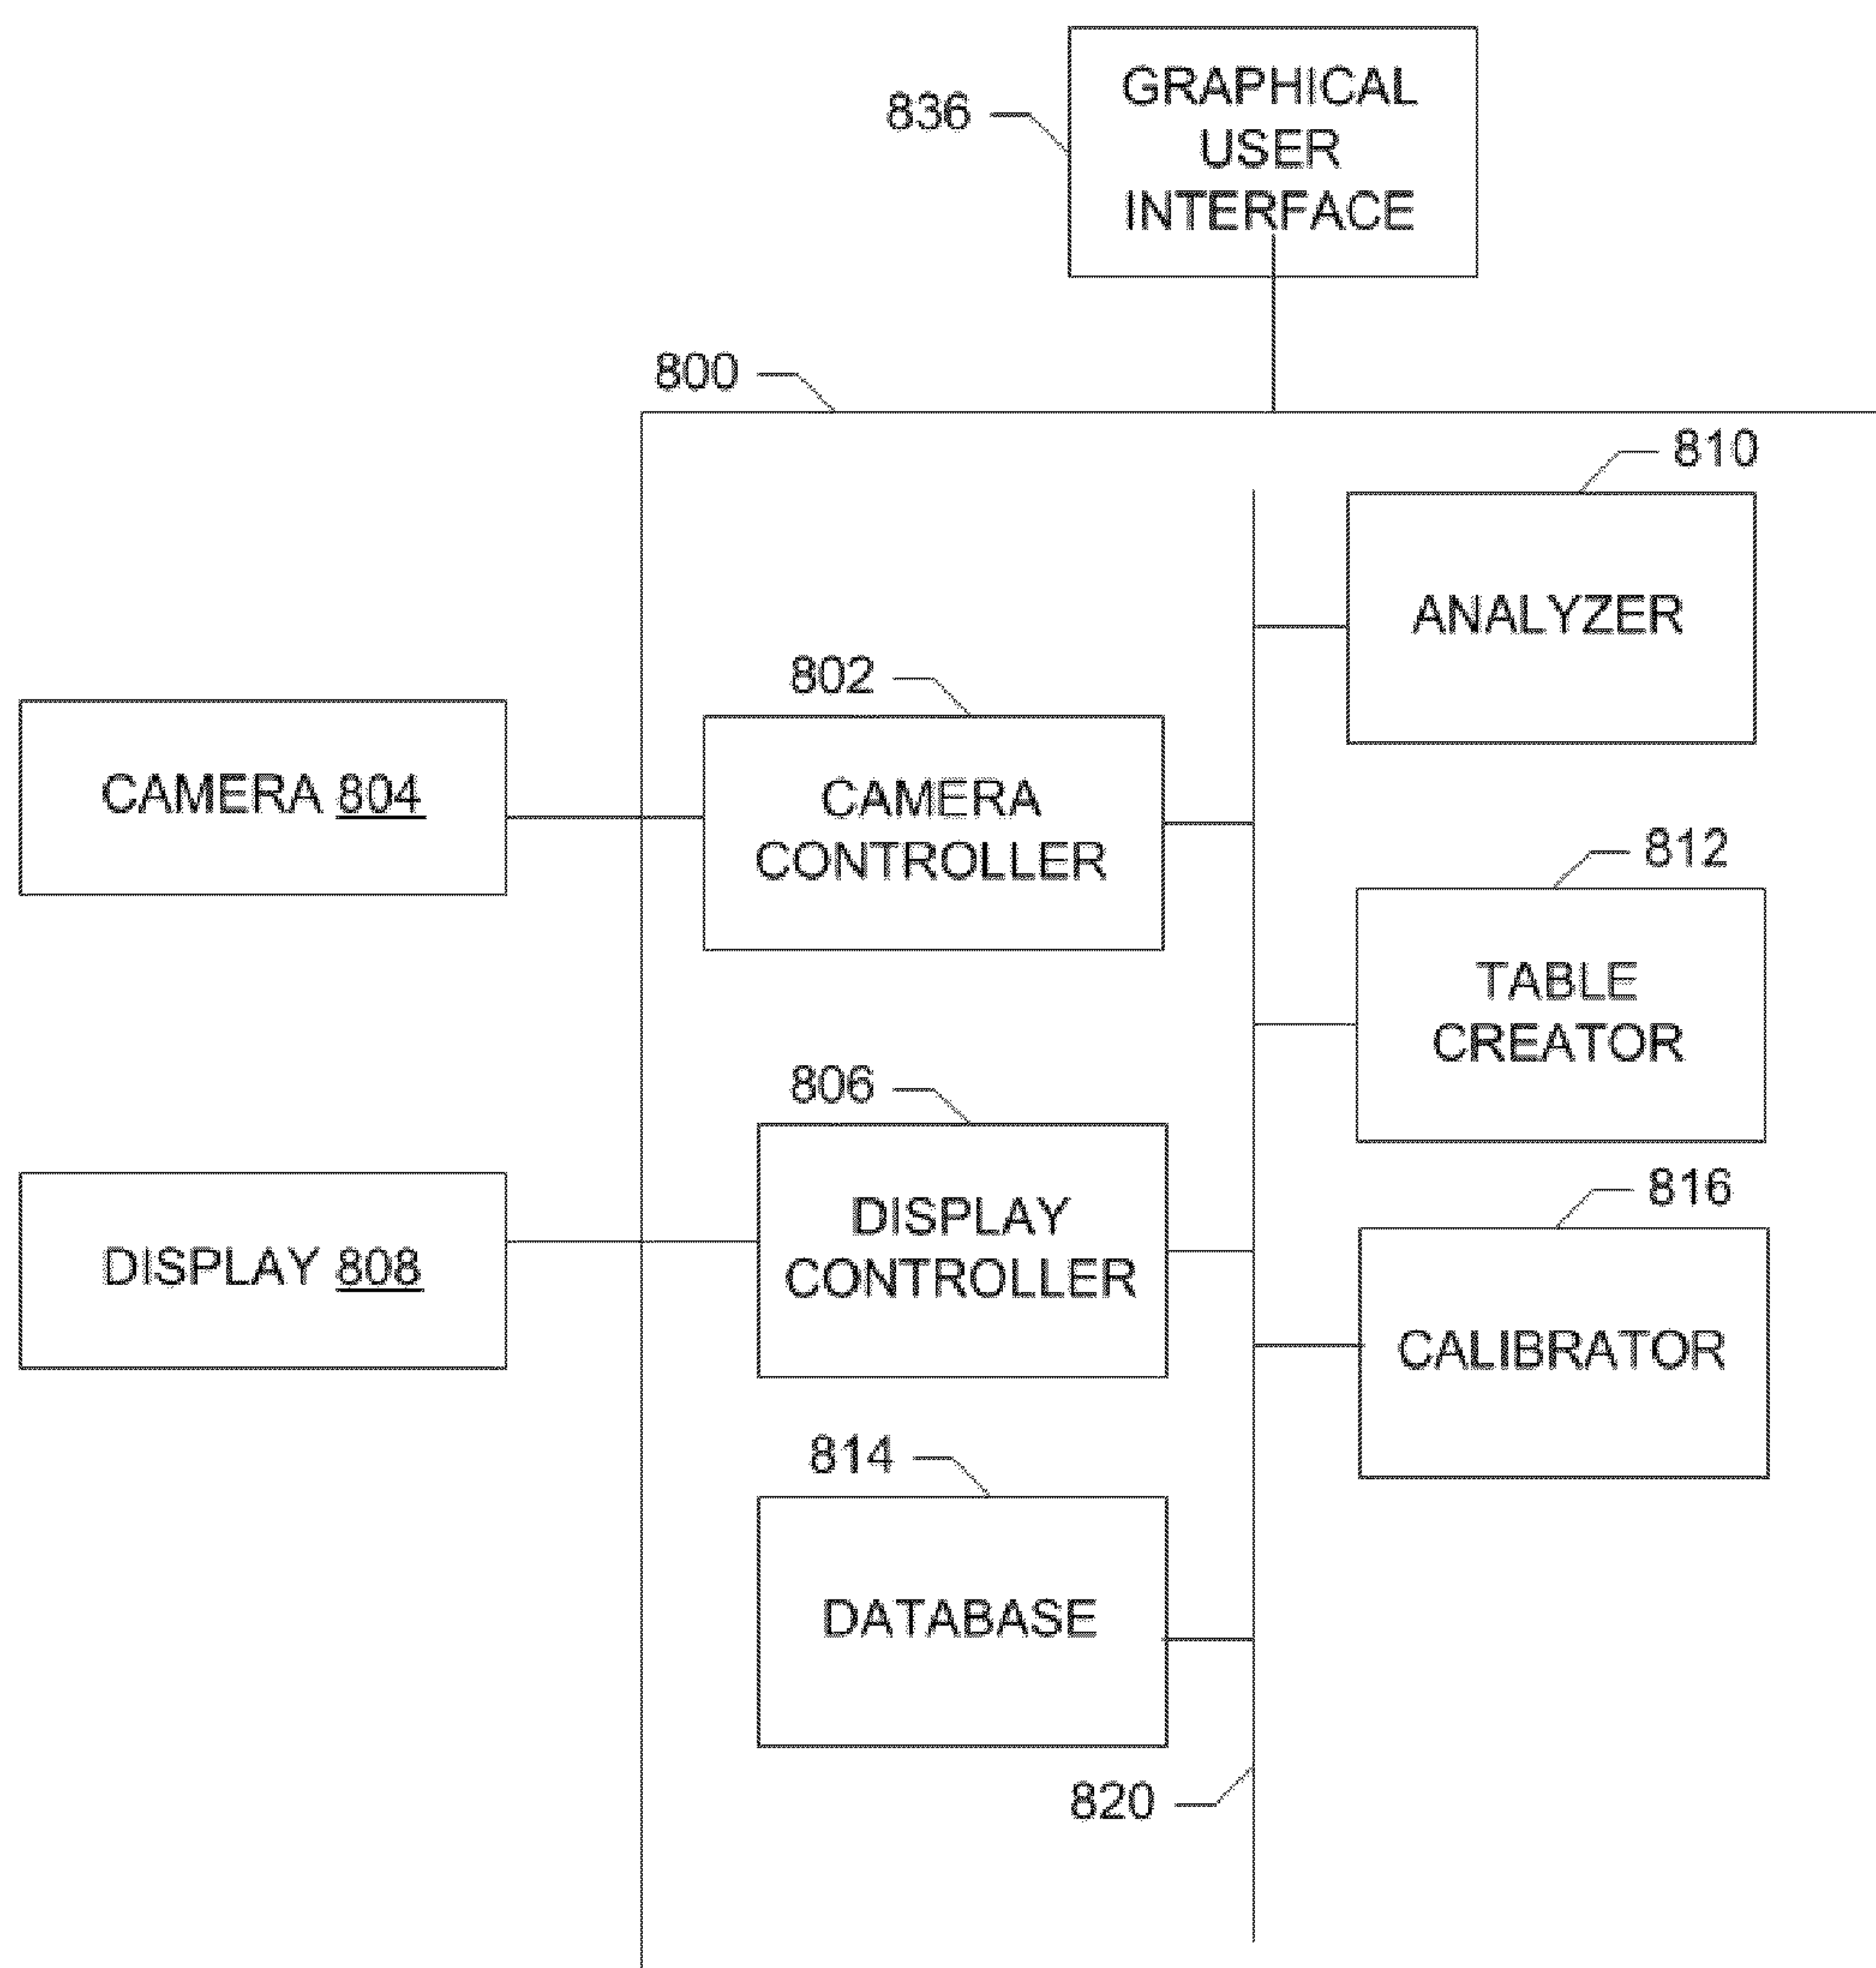 836
GRAPHICAL
USER
INTERFACE
800
810
ANALYZER
802
CAMERA 804
CAMERA
CONTROLLER
812
TABLE
CREATOR
806
DISPLAY 808
DISPLAY
CONTROLLER
816
CALIBRATOR
814
DATABASE
820